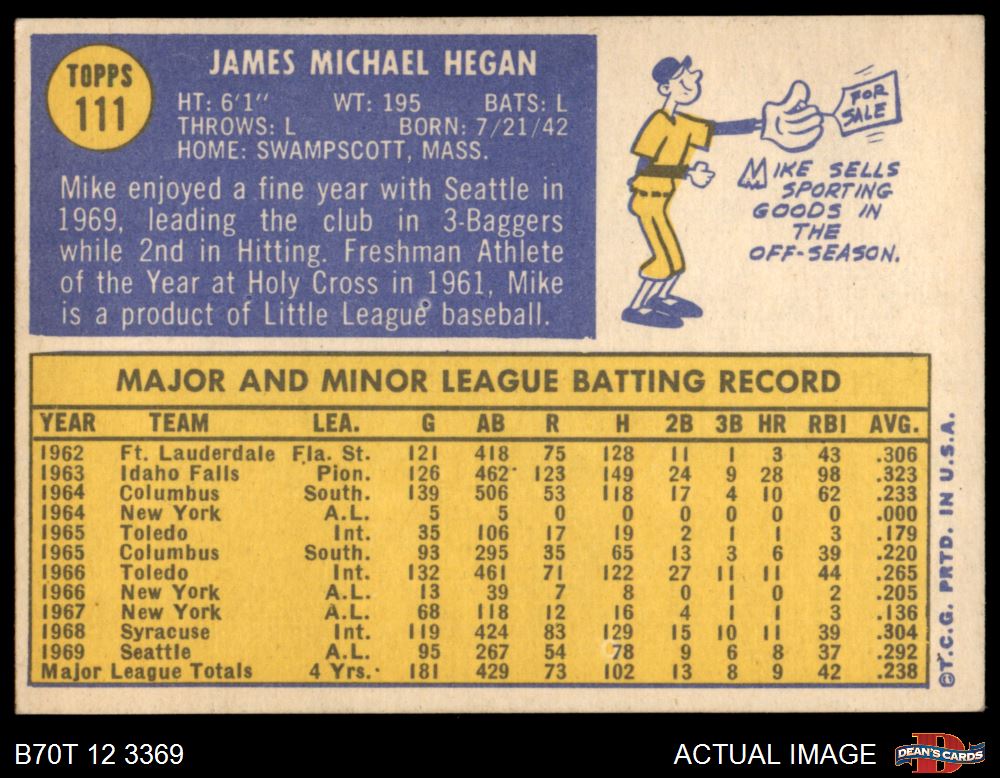 TOPPS
111
JAMES MICHAEL HEGAN
HT: 6'1" WT: 195 BATS: L
THROWS: L BORN: 7/21/42
HOME: SWAMPSCOTT, MASS.
Mike enjoyed a fine year with Seattle in
1969, leading the club in 3-Baggers
while 2nd in Hitting. Freshman Athlete
of the Year at Holy Cross in 1961, Mike
is a product of Little League baseball.
FOR
SALE
MIKE SELLS
SPORTING
GOODS IN
THE
OFF-SEASON.
MAJOR AND MINOR LEAGUE BATTING RECORD
YEAR TEAM LEA. G AB R H 2B 3B HR RBI AVG.
1962 Ft. Lauderdale Fla. St. 121 418 75 128 11 1 3 43 .306
1963 Idaho Falls Pion. 126 462 123 149 24 9 28 98 .323
1964 Columbus South. 139 506 53 118 17 4 10 62 .233
1964 New York A.L. 5 5 0 0 0 0 0 0 .000
1965 Toledo Int. 35 106 17 19 2 1 1 3 .179
1965 Columbus South. 93 295 35 65 13 3 6 39 .220
1966 Toledo Int. 132 461 71 122 27 11 11 44 .265
1966 New York A.L. 13 39 7 8 0 1 0 2 .205
1967 New York A.L. 68 118 12 16 4 1 1 3 .136
1968 Syracuse Int. 119 424 83 129 15 10 11 39 .304
1969 Seattle A.L. 95 267 54 78 9 6 8 37 .292
Major League Totals 4 Yrs. 181 429 73 102 13 8 9 42 .238
©T.C.G. PRTD. IN U.S.A.
B70T 12 3369
ACTUAL IMAGE
DEAN'S CARDS